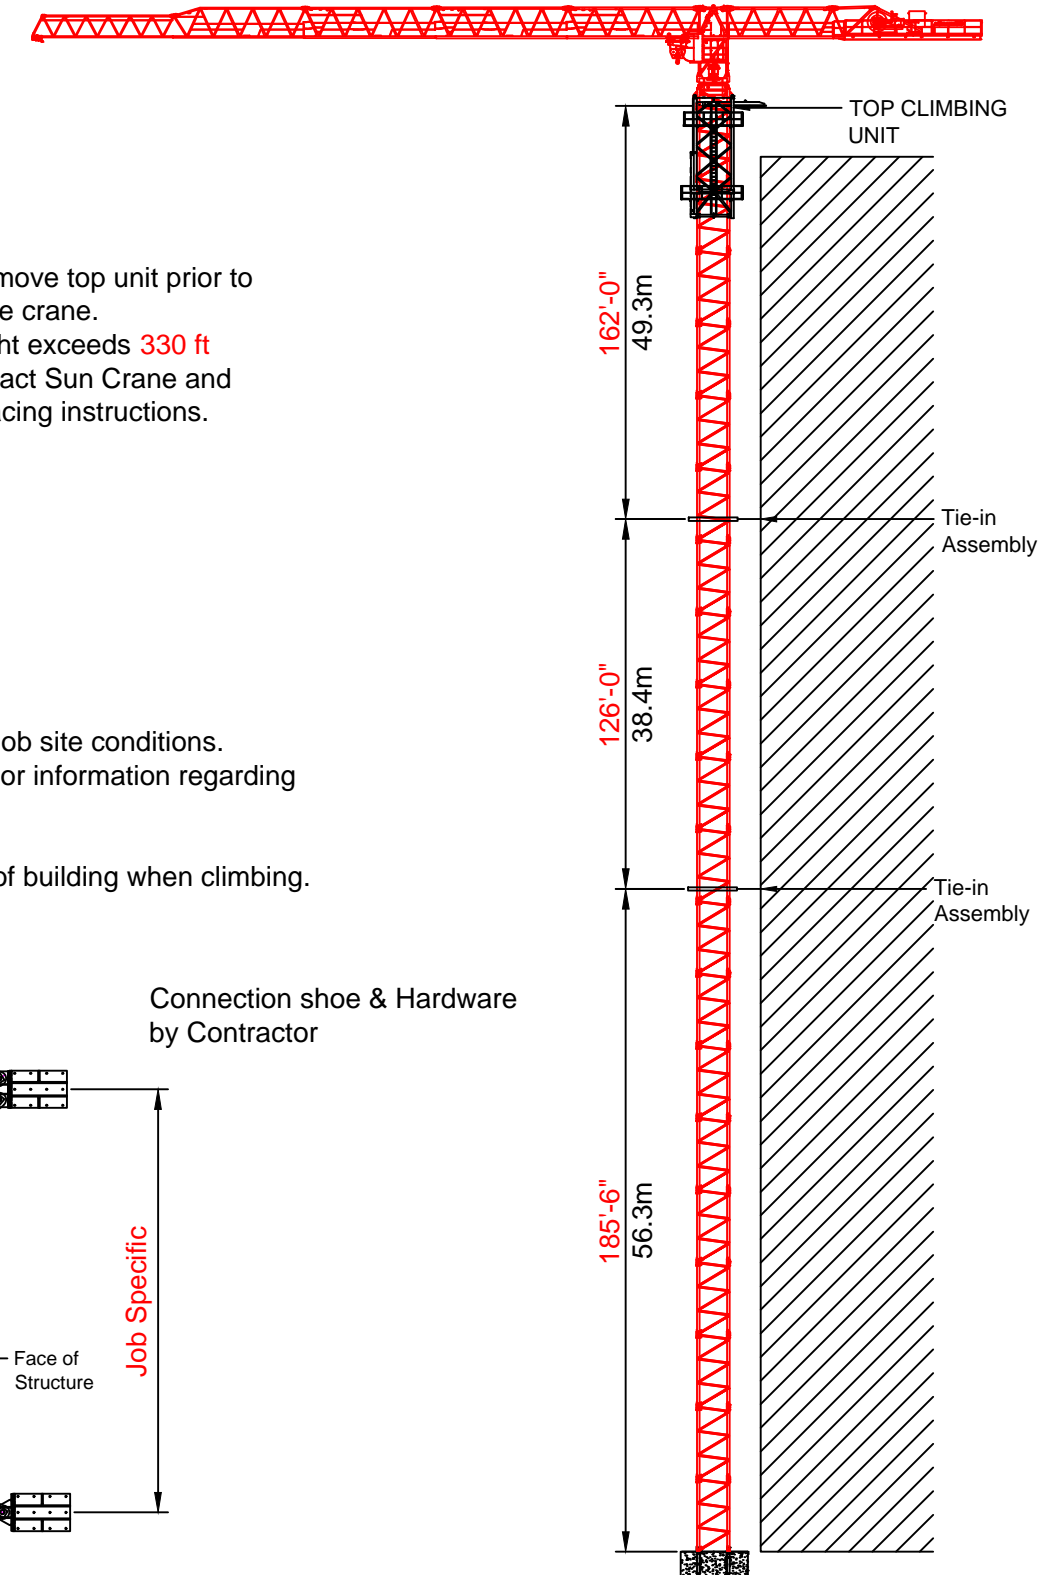 TOP CLIMBING
UNIT
move top unit prior to
e crane.
ht exceeds 330 ft
act Sun Crane and
acing instructions.
162'-0"
49.3m
Tie-in
Assembly
126'-0"
38.4m
ob site conditions.
or information regarding
of building when climbing.
Tie-in
Assembly
Connection shoe & Hardware
by Contractor
185'-6"
56.3m
Job Specific
Face of
Structure